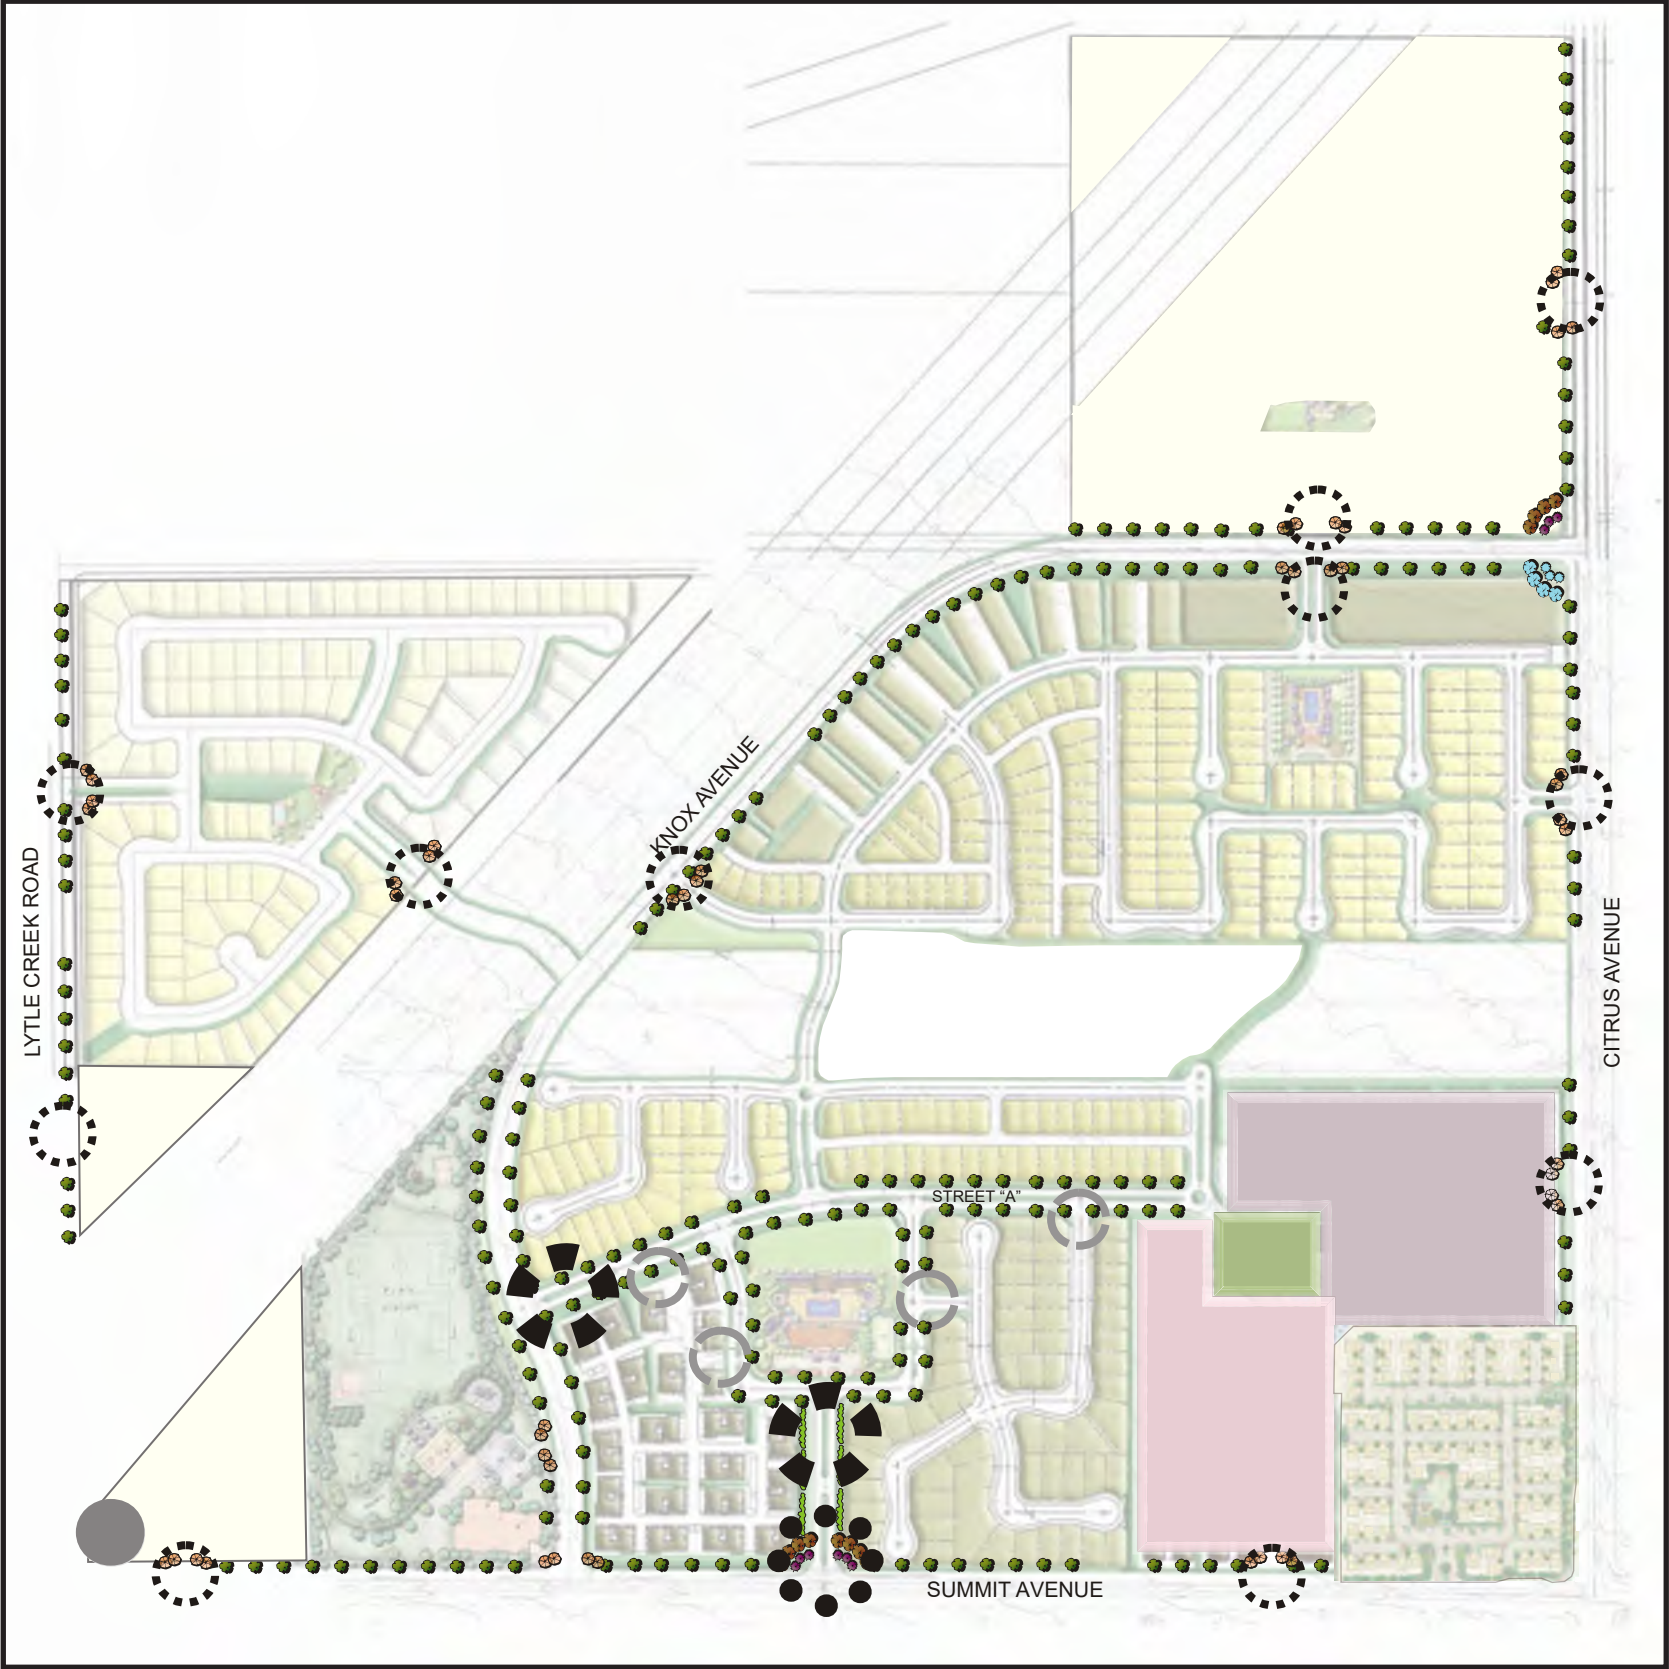 KNOX AVENUE
LYTLE CREEK ROAD
CITRUS AVENUE
STREET “A”
SUMMIT AVENUE